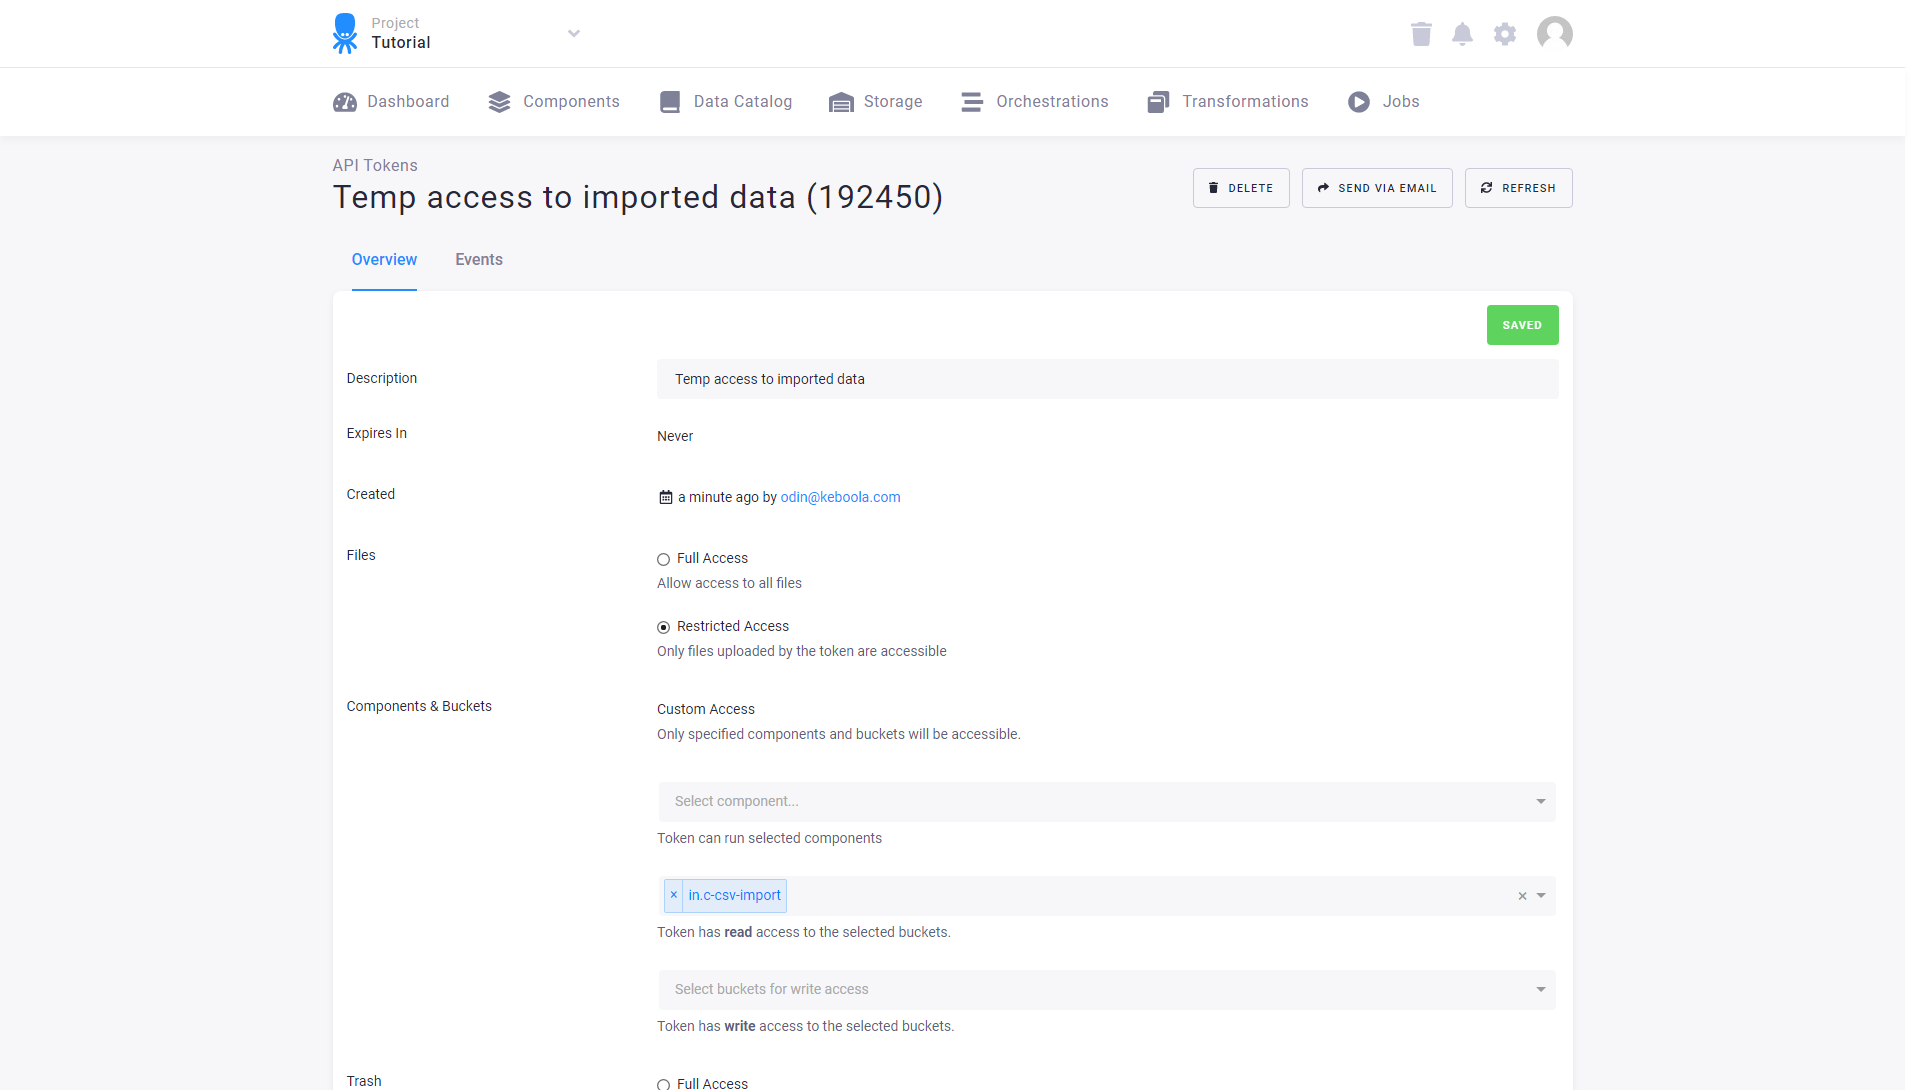 Project
Tutorial
Dashboard
Components
Data Catalog
Storage
Orchestrations
Transformations
Jobs
API Tokens
Temp access to imported data (192450)
DELETE
SEND VIA EMAIL
REFRESH
Overview
Events
SAVED
Description
Temp access to imported data
Expires In
Never
Created
a minute ago by odin@keboola.com
Files
Full Access
Allow access to all files
Restricted Access
Only files uploaded by the token are accessible
Components & Buckets
Custom Access
Only specified components and buckets will be accessible.
Select component...
Token can run selected components
× in.c-csv-import ×
Token has read access to the selected buckets.
Select buckets for write access
Token has write access to the selected buckets.
Trash
Full Access